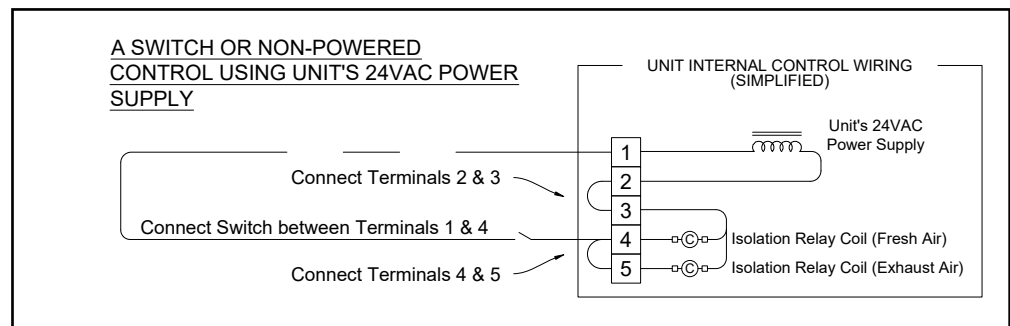 A SWITCH OR NON-POWERED
CONTROL USING UNIT'S 24VAC POWER
SUPPLY
UNIT INTERNAL CONTROL WIRING
(SIMPLIFIED)
Unit's 24VAC
Power Supply
1
Connect Terminals 2 & 3
2
3
Connect Switch between Terminals 1 & 4
4
C
Isolation Relay Coil (Fresh Air)
Connect Terminals 4 & 5
5
C
Isolation Relay Coil (Exhaust Air)